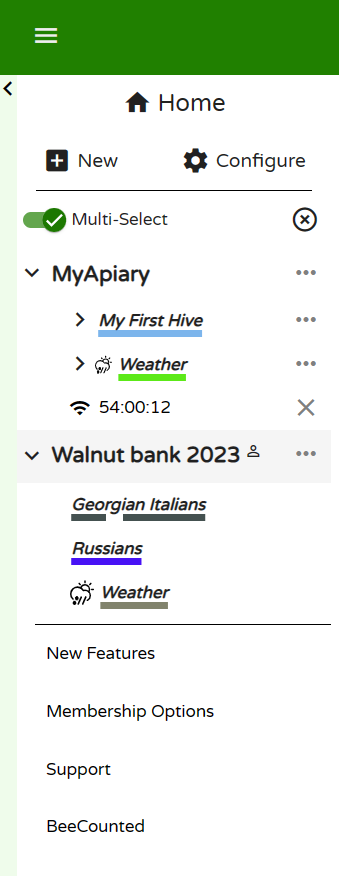 Home
New Configure
Multi-Select
MyApiary
My First Hive
Weather
54:00:12
Walnut bank 2023
Georgian Italians
Russians
Weather
New Features
Membership Options
Support
BeeCounted